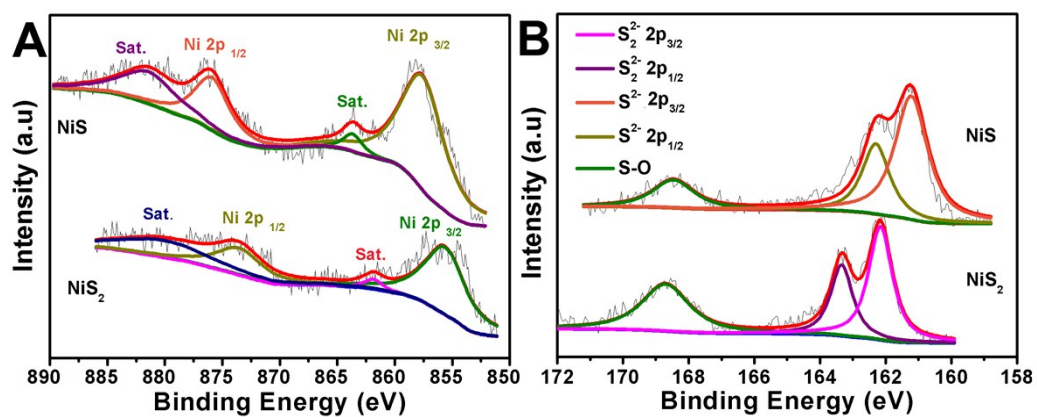 A
Sat.
Ni 2p 1/2
Sat.
Ni 2p 3/2
NiS
Sat.
Ni 2p 1/2
Sat.
Ni 2p 3/2
NiS2
Intensity (a.u)
890 885 880 875 870 865 860 855 850
Binding Energy (eV)
B
S2 2- 2p3/2
S2 2- 2p1/2
S2- 2p3/2
S2- 2p1/2
S-O
NiS
NiS2
Intensity (a.u)
172 170 168 166 164 162 160 158
Binding Energy (eV)